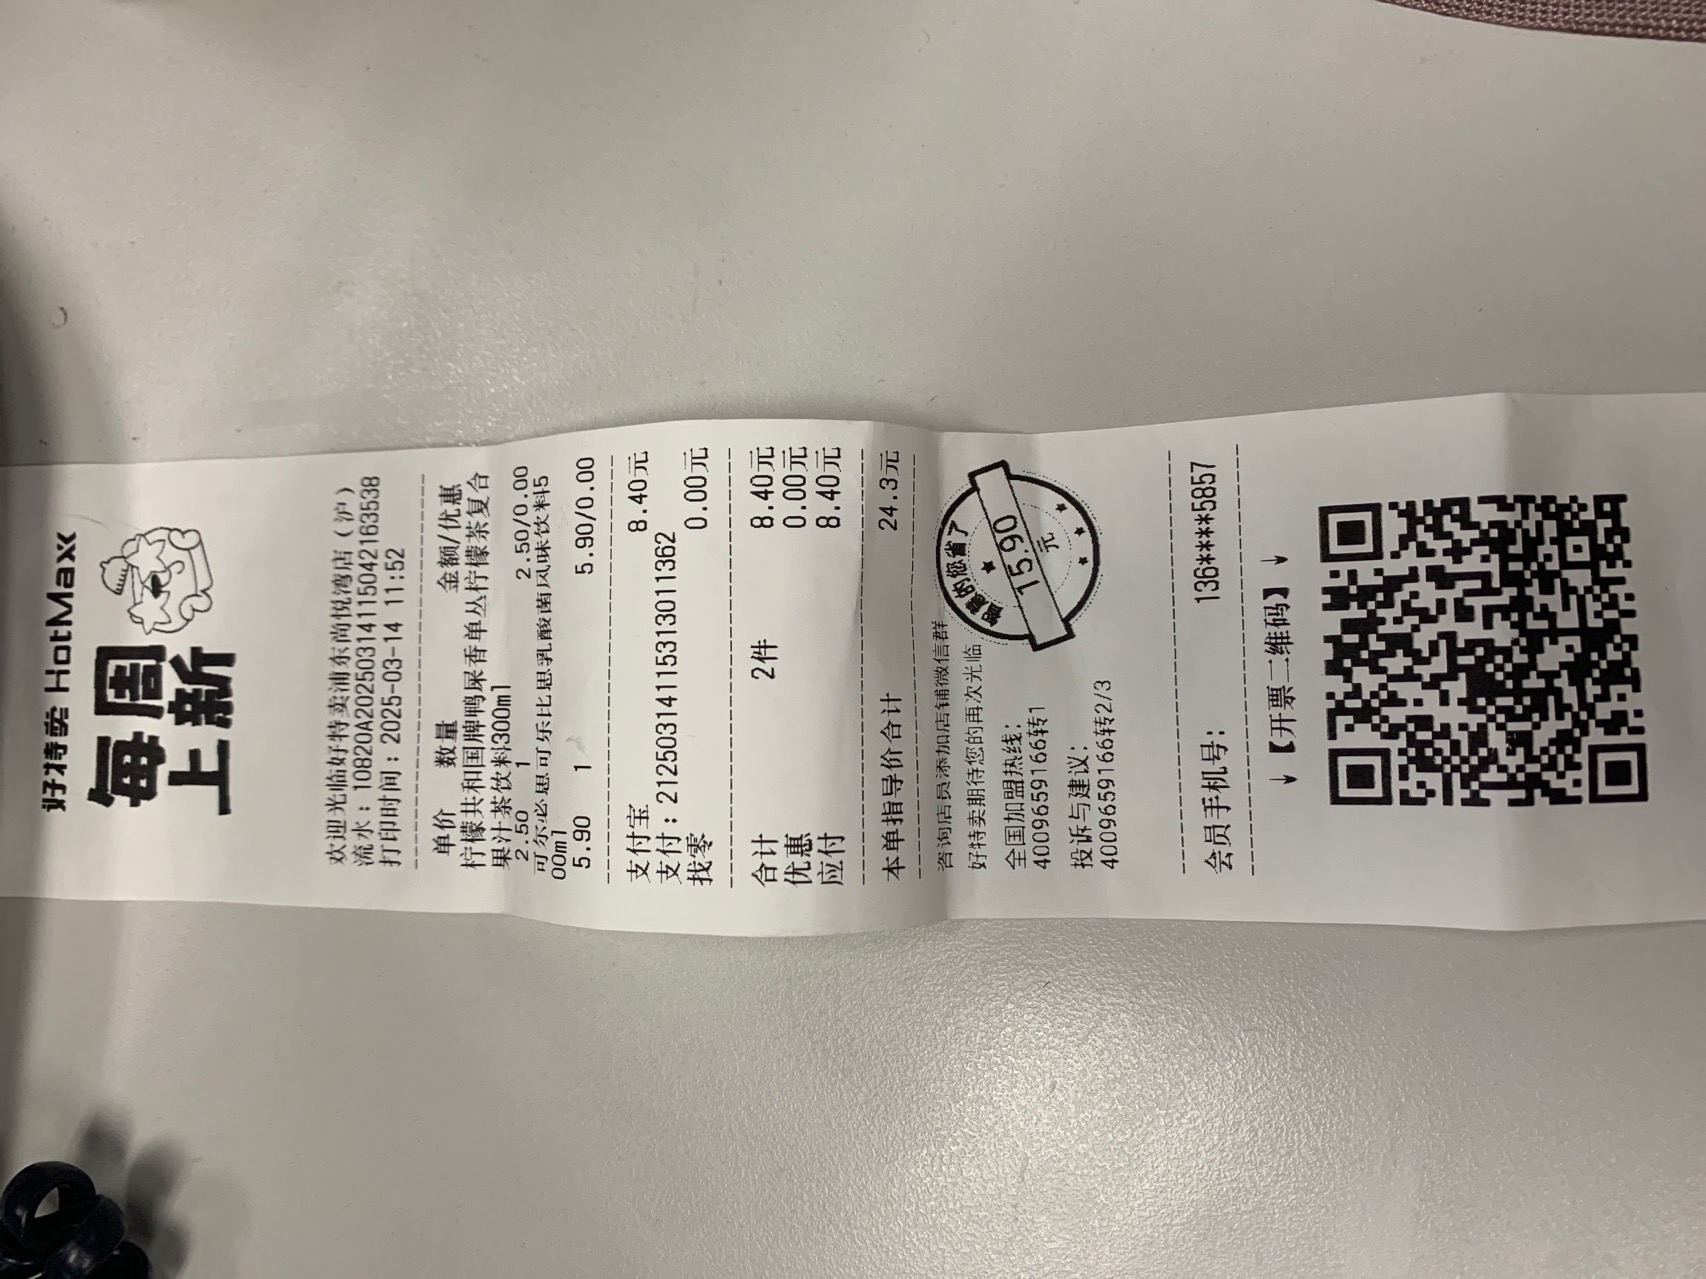 好特卖 HotMaxx
每周
上新
欢迎光临好特卖浦东尚悦湾店（沪）
流水：10820A20250314115042163538
打印时间：2025-03-14 11:52
单价 数量 金额/优惠
柠檬共和国牌鸭屎香单丛柠檬茶复合
果汁茶饮料300ml
2.50 1 2.50/0.00
可尔必思可乐比思乳酸菌风味饮料5
00ml
5.90 1 5.90/0.00
支付宝 8.40元
支付：21250314115313011362
找零 0.00元
合计 2件 8.40元
优惠 0.00元
应付 8.40元
本单指导价合计 24.3元
咨询店员添加店铺微信群
好特卖期待您的再次光临
全国加盟热线：
4009659166转1
投诉与建议：
4009659166转2/3
智慧的您省了
15.90
元
会员手机号： 136****5857
↓【开票二维码】↓